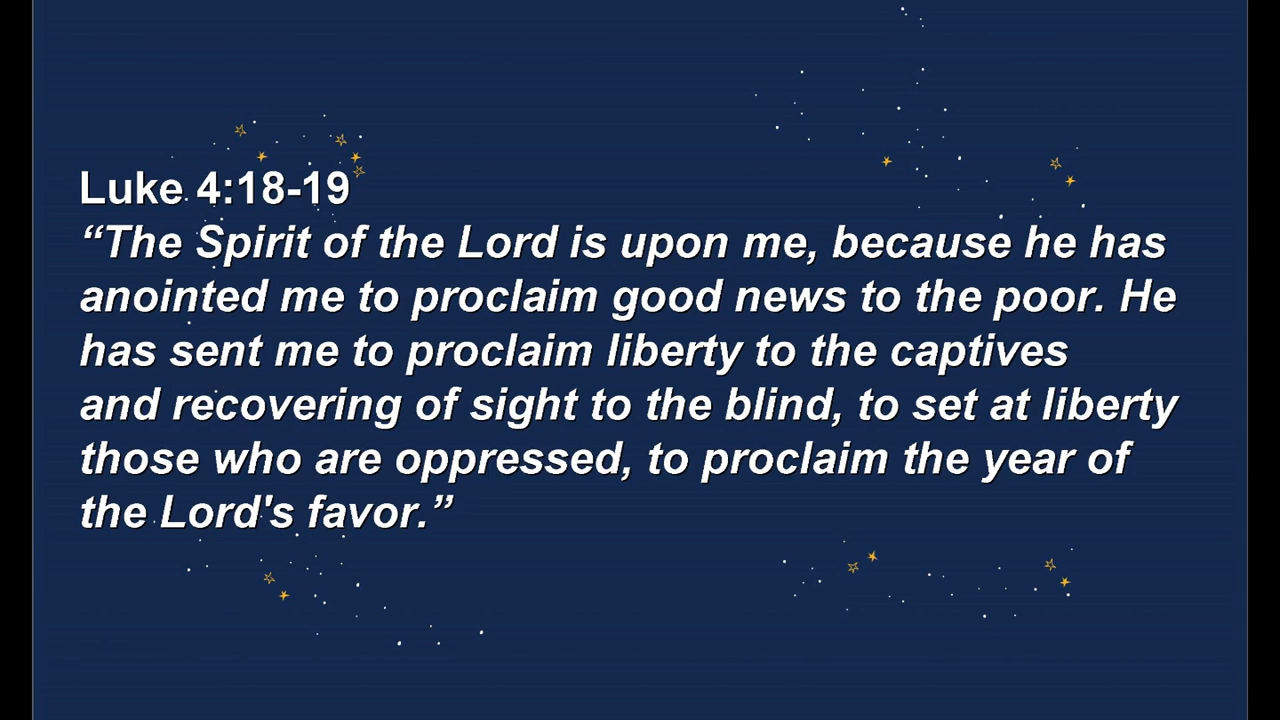 Luke 4:18-19
“The Spirit of the Lord is upon me, because he has
anointed me to proclaim good news to the poor. He
has sent me to proclaim liberty to the captives
and recovering of sight to the blind, to set at liberty
those who are oppressed, to proclaim the year of
the Lord's favor.”